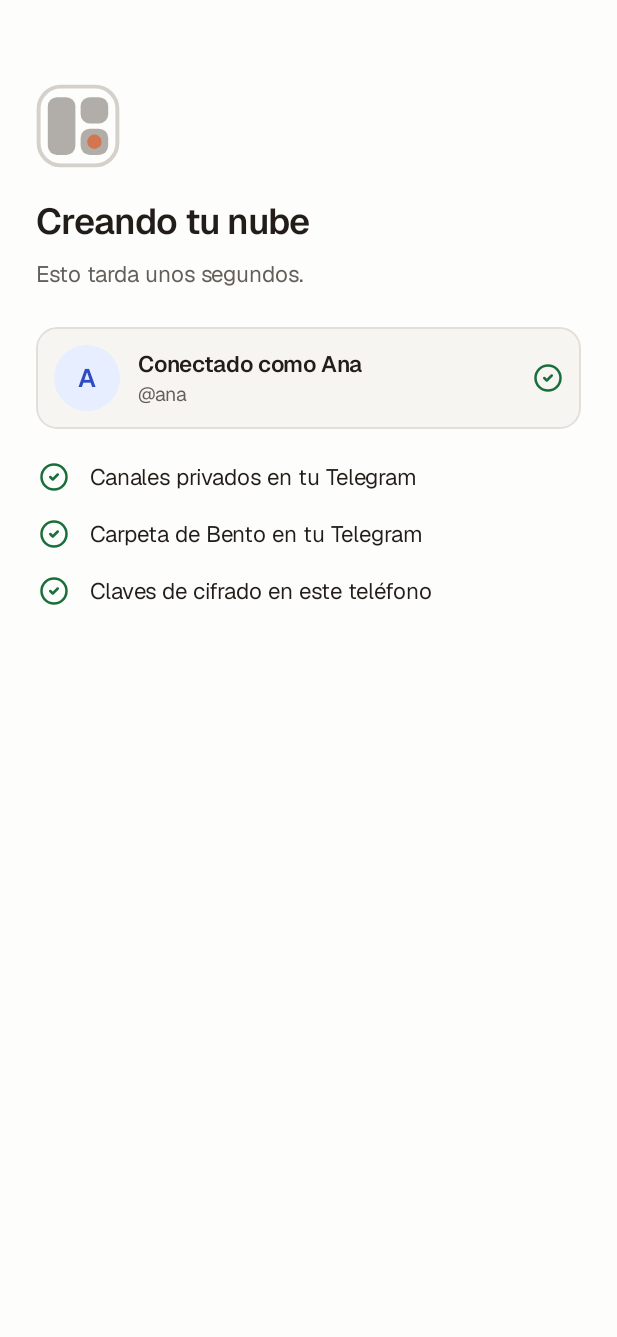 Creando tu nube
Esto tarda unos segundos.
A
Conectado como Ana
@ana
Canales privados en tu Telegram
Carpeta de Bento en tu Telegram
Claves de cifrado en este teléfono